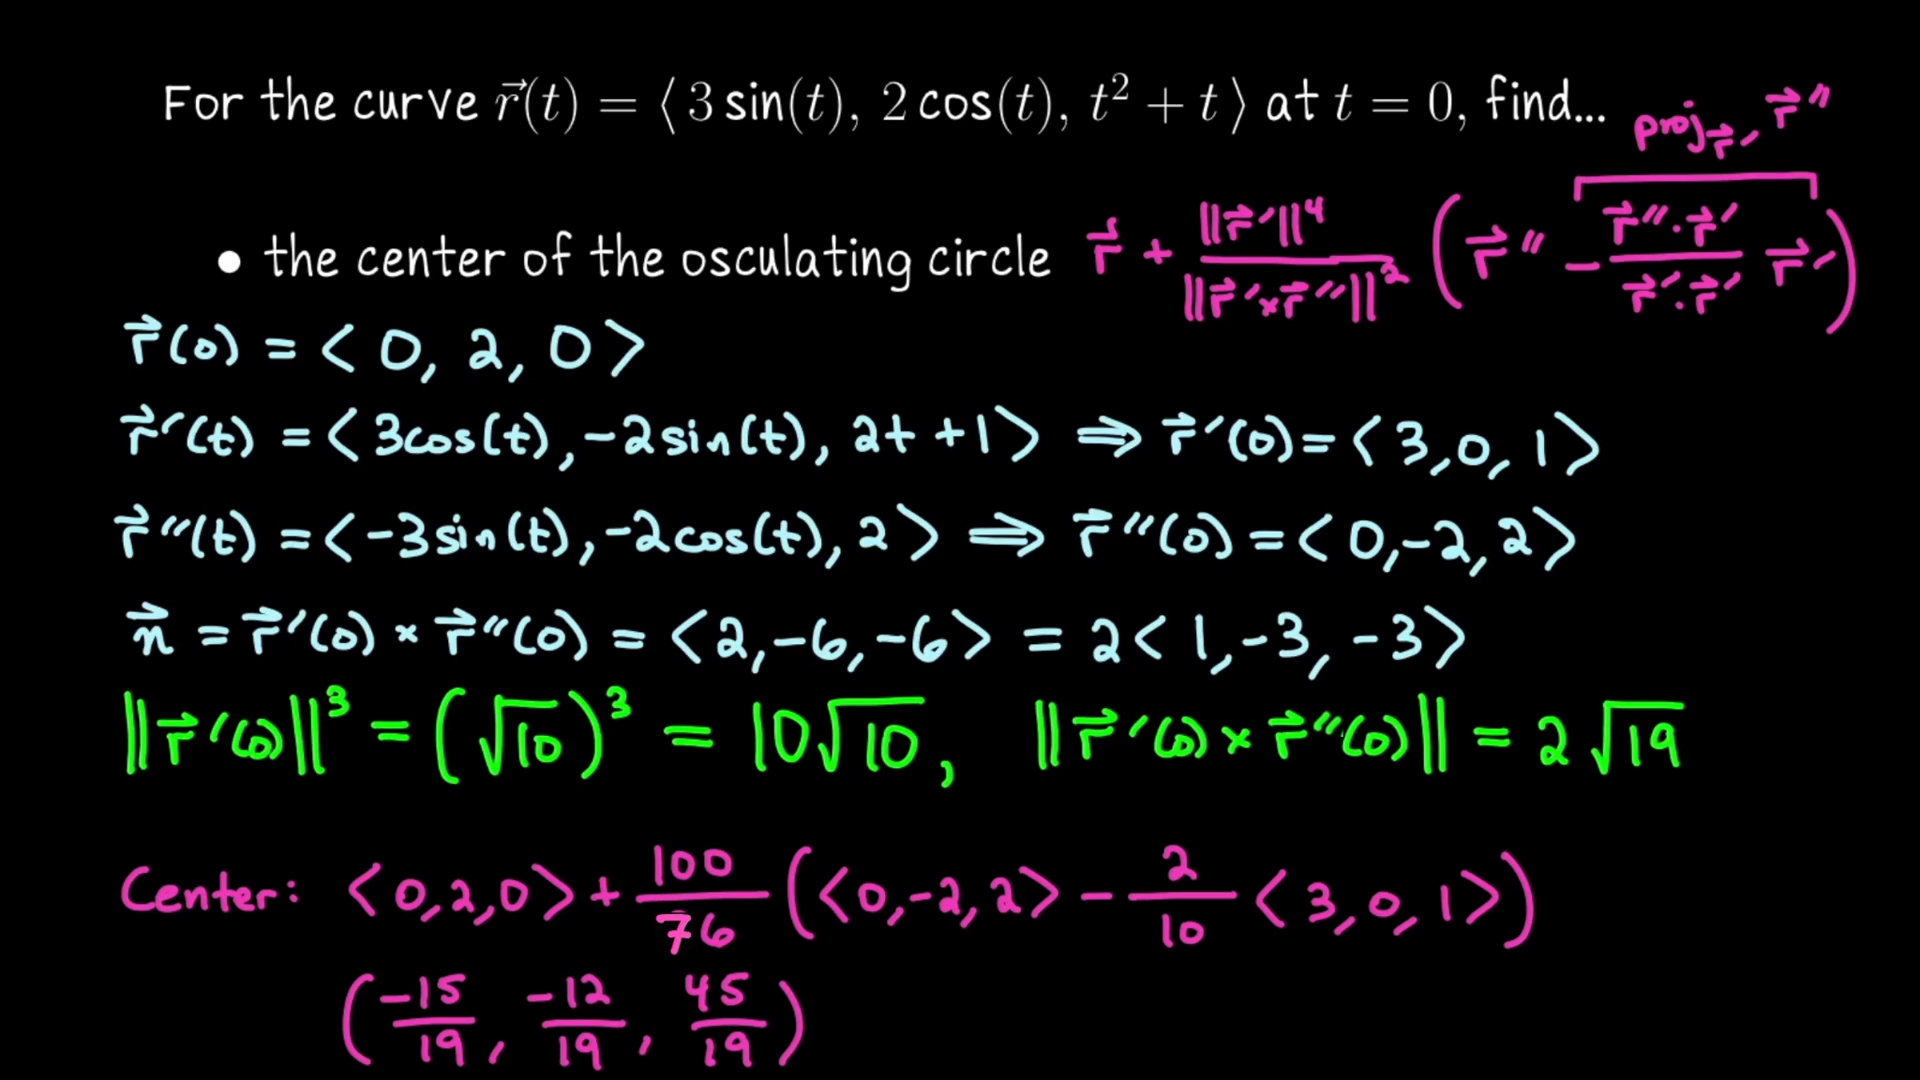 For the curve r⃗(t) = ⟨3 sin(t), 2 cos(t), t² + t⟩ at t = 0, find...
proj_r⃗′ r⃗″
• the center of the osculating circle r⃗ + ||r⃗′||⁴ / ||r⃗′×r⃗″||² (r⃗″ − (r⃗″·r⃗′)/(r⃗′·r⃗′) r⃗′)
r⃗(0) = <0, 2, 0>
r⃗′(t) = <3cos(t), -2sin(t), 2t+1> ⇒ r⃗′(0) = <3, 0, 1>
r⃗″(t) = <-3sin(t), -2cos(t), 2> ⇒ r⃗″(0) = <0, -2, 2>
n⃗ = r⃗′(0) × r⃗″(0) = <2, -6, -6> = 2<1, -3, -3>
||r⃗′(0)||³ = (√10)³ = 10√10, ||r⃗′(0) × r⃗″(0)|| = 2√19
Center: <0,2,0> + 100/76 (<0,-2,2> − 2/10 <3,0,1>)
(-15/19, -12/19, 45/19)